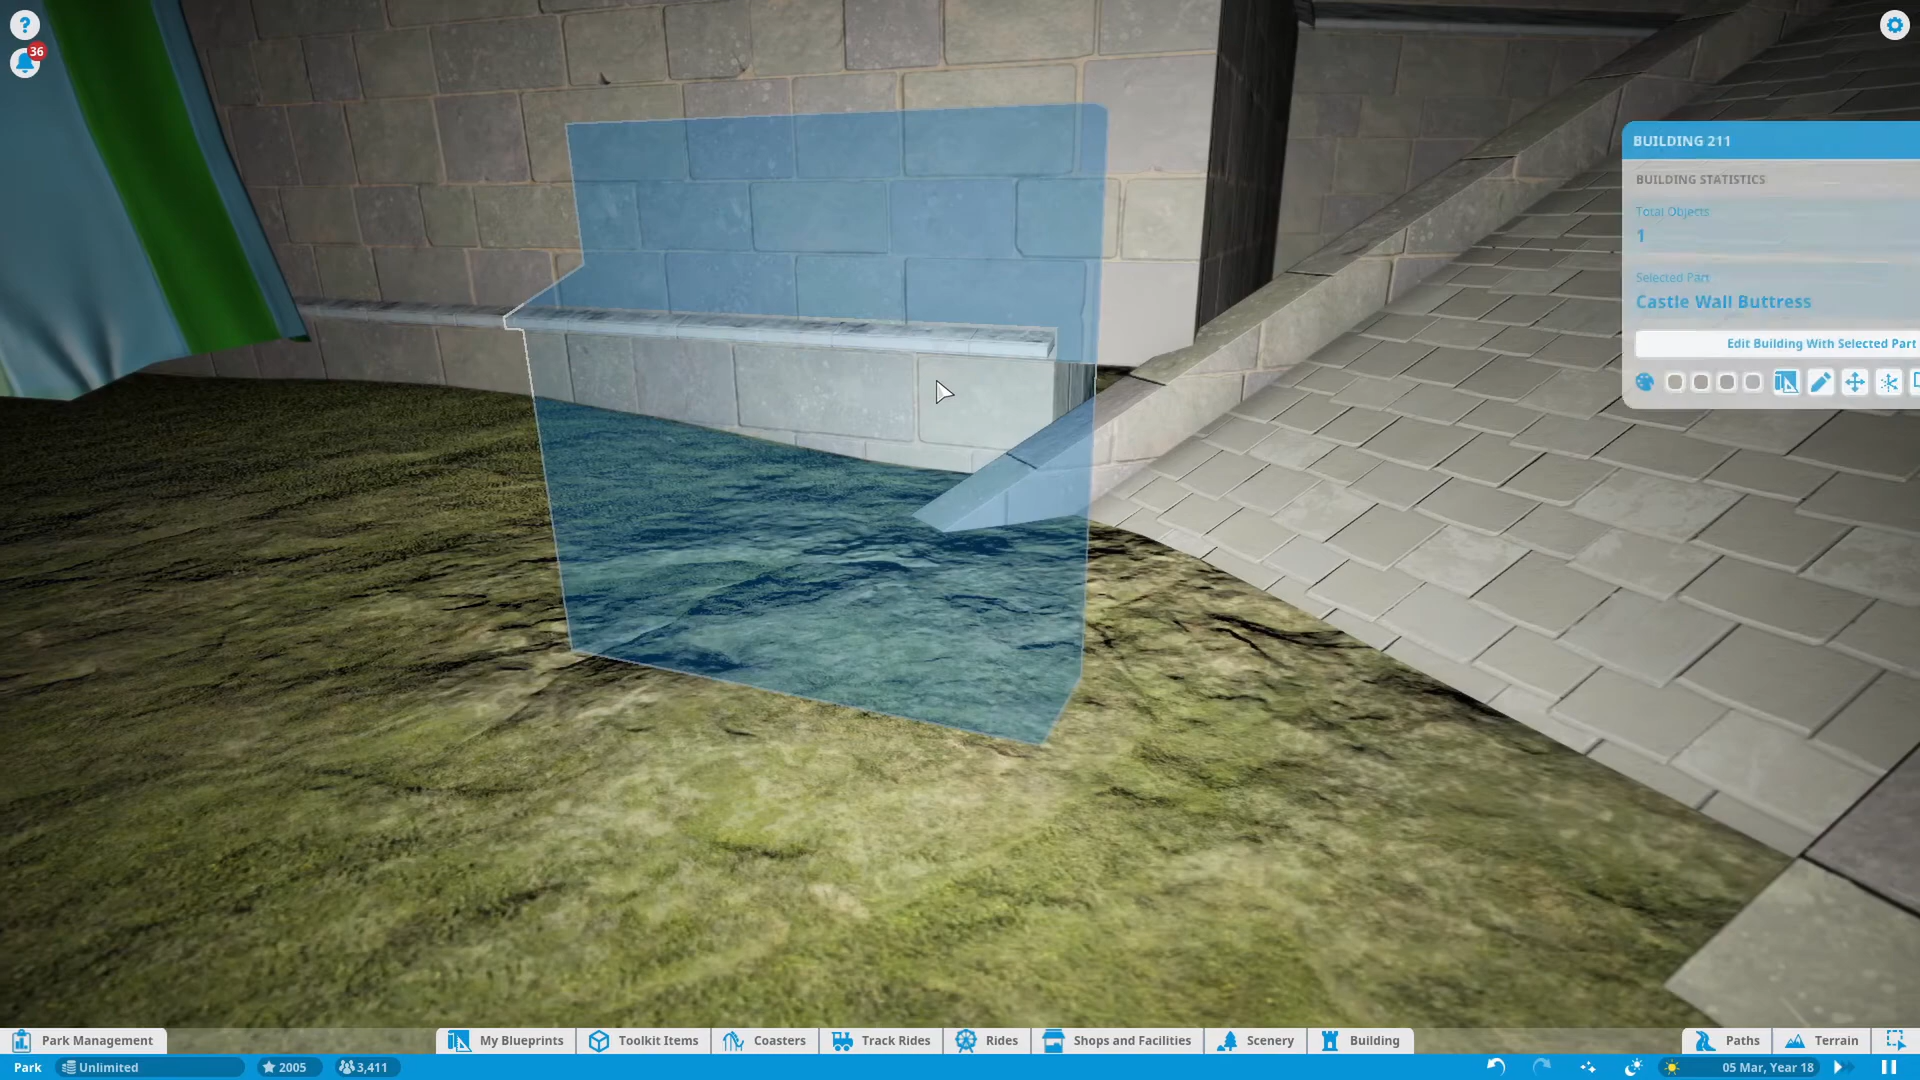 ?
36
BUILDING 211
BUILDING STATISTICS
Total Objects
1
Selected Part
Castle Wall Buttress
Edit Building With Selected Part
Park Management
My Blueprints
Toolkit Items
Coasters
Track Rides
Rides
Shops and Facilities
Scenery
Building
Paths
Terrain
Park
Unlimited
2005
3,411
05 Mar, Year 18